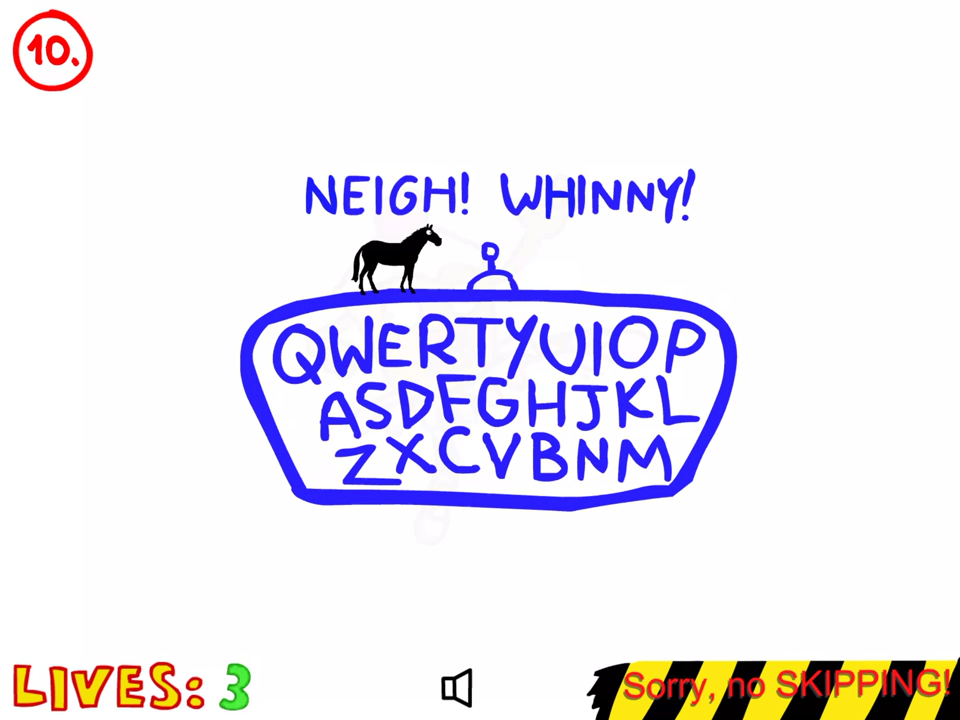 10.
NEIGH! WHINNY!
QWERTYUIOP
ASDFGHJKL
ZXCVBNM
LIVES: 3
Sorry, no SKIPPING!